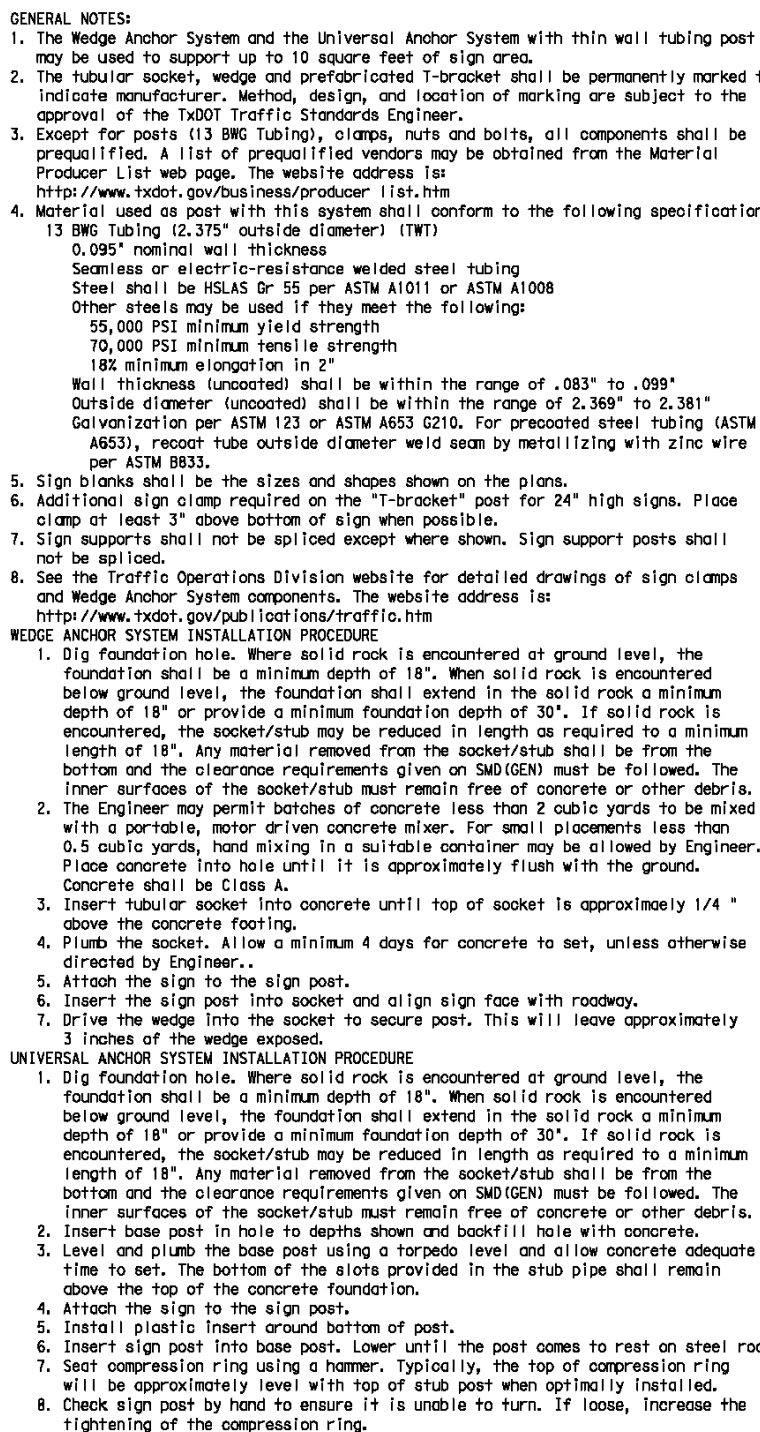 GENERAL NOTES:
1. The Wedge Anchor System and the Universal Anchor System with thin wall tubing post
may be used to support up to 10 square feet of sign area.
2. The tubular socket, wedge and prefabricated T-bracket shall be permanently marked t
indicate manufacturer. Method, design, and location of marking are subject to the
approval of the TxDOT Traffic Standards Engineer.
3. Except for posts (13 BWG Tubing), clamps, nuts and bolts, all components shall be
prequalified. A list of prequalified vendors may be obtained from the Material
Producer List web page. The website address is:
http://www.txdot.gov/business/producer list.htm
4. Material used as post with this system shall conform to the following specification
13 BWG Tubing (2.375" outside diameter) (TWT)
0.095" nominal wall thickness
Seamless or electric-resistance welded steel tubing
Steel shall be HSLAS Gr 55 per ASTM A1011 or ASTM A1008
Other steels may be used if they meet the following:
55,000 PSI minimum yield strength
70,000 PSI minimum tensile strength
18% minimum elongation in 2"
Wall thickness (uncoated) shall be within the range of .083" to .099"
Outside diameter (uncoated) shall be within the range of 2.369" to 2.381"
Galvanization per ASTM 123 or ASTM A653 G210. For precoated steel tubing (ASTM
A653), recoat tube outside diameter weld seam by metallizing with zinc wire
per ASTM B833.
5. Sign blanks shall be the sizes and shapes shown on the plans.
6. Additional sign clamp required on the "T-bracket" post for 24" high signs. Place
clamp at least 3" above bottom of sign when possible.
7. Sign supports shall not be spliced except where shown. Sign support posts shall
not be spliced.
8. See the Traffic Operations Division website for detailed drawings of sign clamps
and Wedge Anchor System components. The website address is:
http://www.txdot.gov/publications/traffic.htm
WEDGE ANCHOR SYSTEM INSTALLATION PROCEDURE
1. Dig foundation hole. Where solid rock is encountered at ground level, the
foundation shall be a minimum depth of 18". When solid rock is encountered
below ground level, the foundation shall extend in the solid rock a minimum
depth of 18" or provide a minimum foundation depth of 30". If solid rock is
encountered, the socket/stub may be reduced in length as required to a minimum
length of 18". Any material removed from the socket/stub shall be from the
bottom and the clearance requirements given on SMD(GEN) must be followed. The
inner surfaces of the socket/stub must remain free of concrete or other debris.
2. The Engineer may permit batches of concrete less than 2 cubic yards to be mixed
with a portable, motor driven concrete mixer. For small placements less than
0.5 cubic yards, hand mixing in a suitable container may be allowed by Engineer.
Place concrete into hole until it is approximately flush with the ground.
Concrete shall be Class A.
3. Insert tubular socket into concrete until top of socket is approximaely 1/4 "
above the concrete footing.
4. Plumb the socket. Allow a minimum 4 days for concrete to set, unless otherwise
directed by Engineer..
5. Attach the sign to the sign post.
6. Insert the sign post into socket and align sign face with roadway.
7. Drive the wedge into the socket to secure post. This will leave approximately
3 inches of the wedge exposed.
UNIVERSAL ANCHOR SYSTEM INSTALLATION PROCEDURE
1. Dig foundation hole. Where solid rock is encountered at ground level, the
foundation shall be a minimum depth of 18". When solid rock is encountered
below ground level, the foundation shall extend in the solid rock a minimum
depth of 18" or provide a minimum foundation depth of 30". If solid rock is
encountered, the socket/stub may be reduced in length as required to a minimum
length of 18". Any material removed from the socket/stub shall be from the
bottom and the clearance requirements given on SMD(GEN) must be followed. The
inner surfaces of the socket/stub must remain free of concrete or other debris.
2. Insert base post in hole to depths shown and backfill hole with concrete.
3. Level and plumb the base post using a torpedo level and allow concrete adequate
time to set. The bottom of the slots provided in the stub pipe shall remain
above the top of the concrete foundation.
4. Attach the sign to the sign post.
5. Install plastic insert around bottom of post.
6. Insert sign post into base post. Lower until the post comes to rest on steel rod
7. Seat compression ring using a hammer. Typically, the top of compression ring
will be approximately level with top of stub post when optimally installed.
8. Check sign post by hand to ensure it is unable to turn. If loose, increase the
tightening of the compression ring.